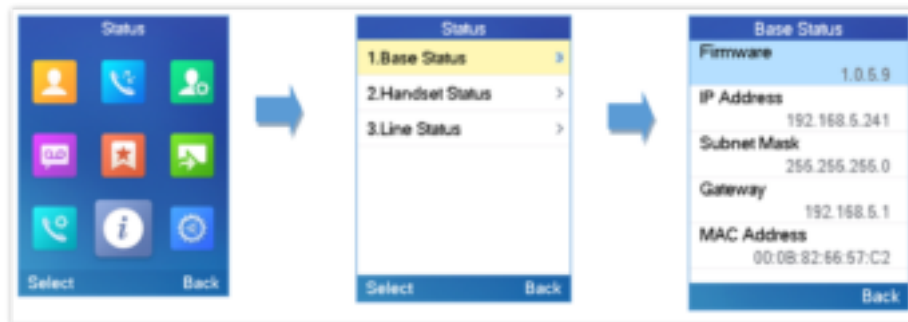 Status
Select Back
Status
1.Base Status
2.Handset Status
3.Line Status
Select Back
Base Status
Firmware
1.0.5.9
IP Address
192.168.5.241
Subnet Mask
255.255.255.0
Gateway
192.168.5.1
MAC Address
00:0B:82:66:57:C2
Back